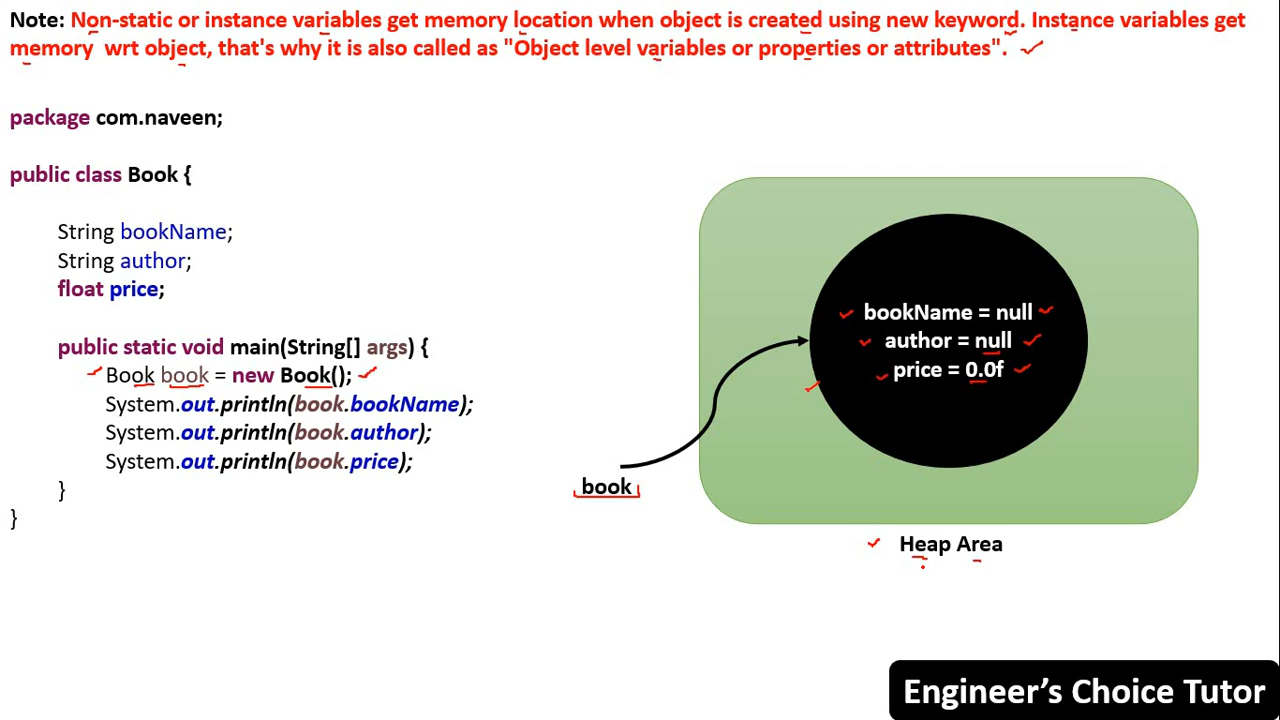 Note: Non-static or instance variables get memory location when object is created using new keyword. Instance variables get
memory wrt object, that's why it is also called as "Object level variables or properties or attributes".
package com.naveen;
public class Book {
String bookName;
String author;
float price;
public static void main(String[] args) {
Book book = new Book();
System.out.println(book.bookName);
System.out.println(book.author);
System.out.println(book.price);
}
}
bookName = null
author = null
price = 0.0f
book
Heap Area
Engineer’s Choice Tutor